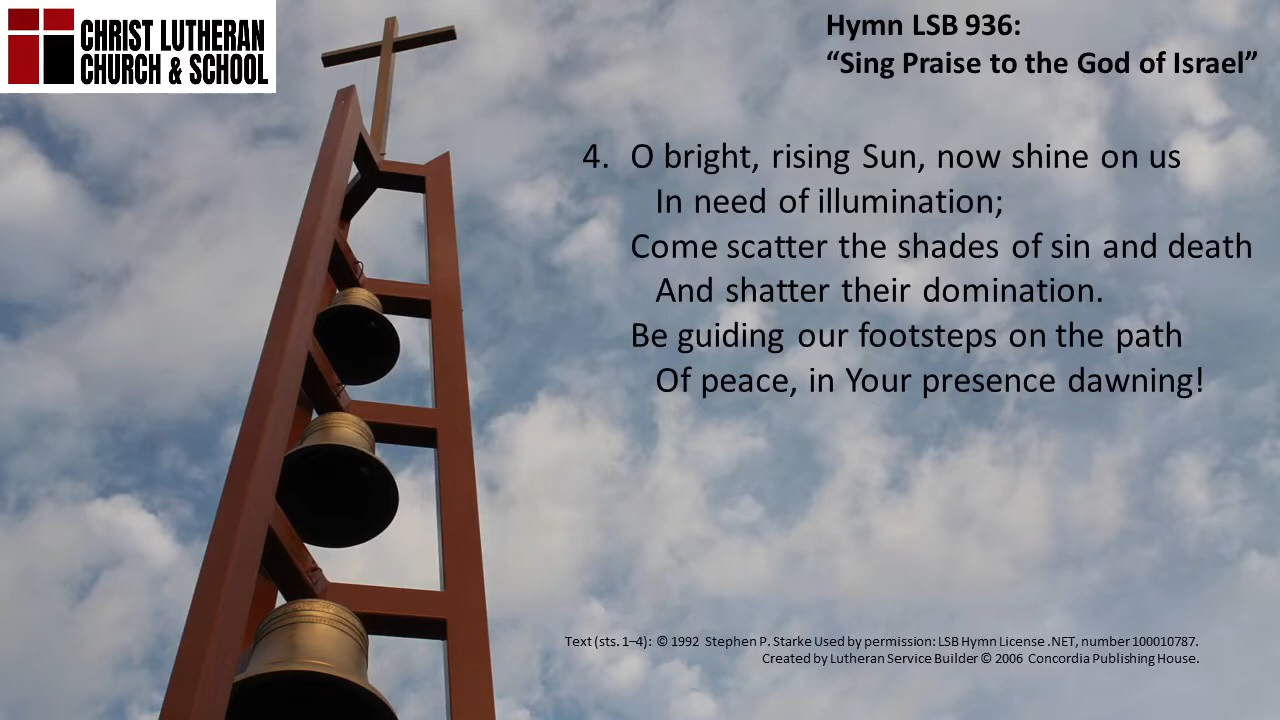 CHRIST LUTHERAN
CHURCH & SCHOOL
Hymn LSB 936:
“Sing Praise to the God of Israel”
4. O bright, rising Sun, now shine on us
In need of illumination;
Come scatter the shades of sin and death
And shatter their domination.
Be guiding our footsteps on the path
Of peace, in Your presence dawning!
Text (sts. 1–4): © 1992 Stephen P. Starke Used by permission: LSB Hymn License .NET, number 100010787.
Created by Lutheran Service Builder © 2006 Concordia Publishing House.